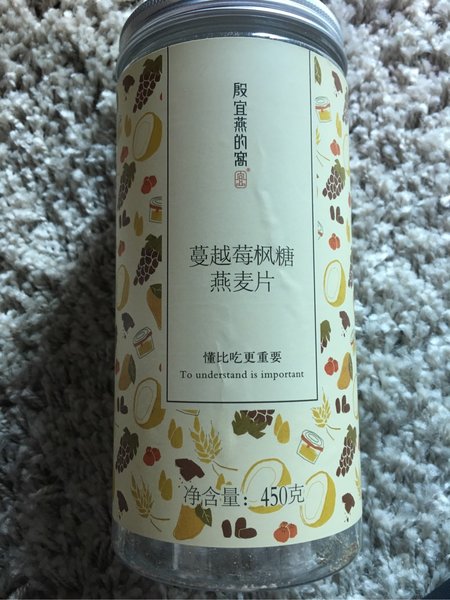 殷宜燕的窝
蔓越莓枫糖
燕麦片
懂比吃更重要
To understand is important
净含量：450克